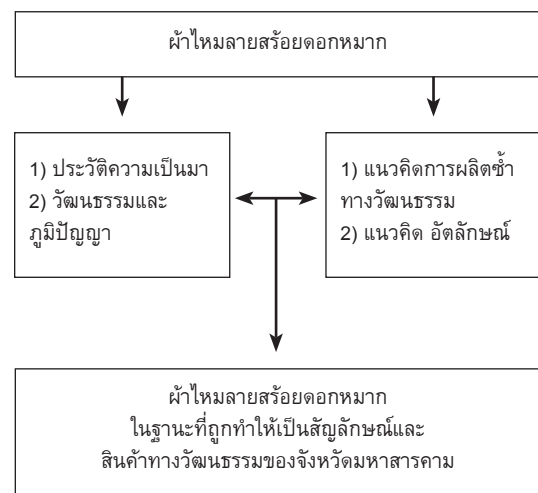 ผ้าไหมลายสร้อยดอกหมาก
1) ประวัติความเป็นมา
2) วัฒนธรรมและ
ภูมิปัญญา
1) แนวคิดการผลิตซ้ำ
ทางวัฒนธรรม
2) แนวคิด อัตลักษณ์
ผ้าไหมลายสร้อยดอกหมาก
ในฐานะที่ถูกทำให้เป็นสัญลักษณ์และ
สินค้าทางวัฒนธรรมของจังหวัดมหาสารคาม